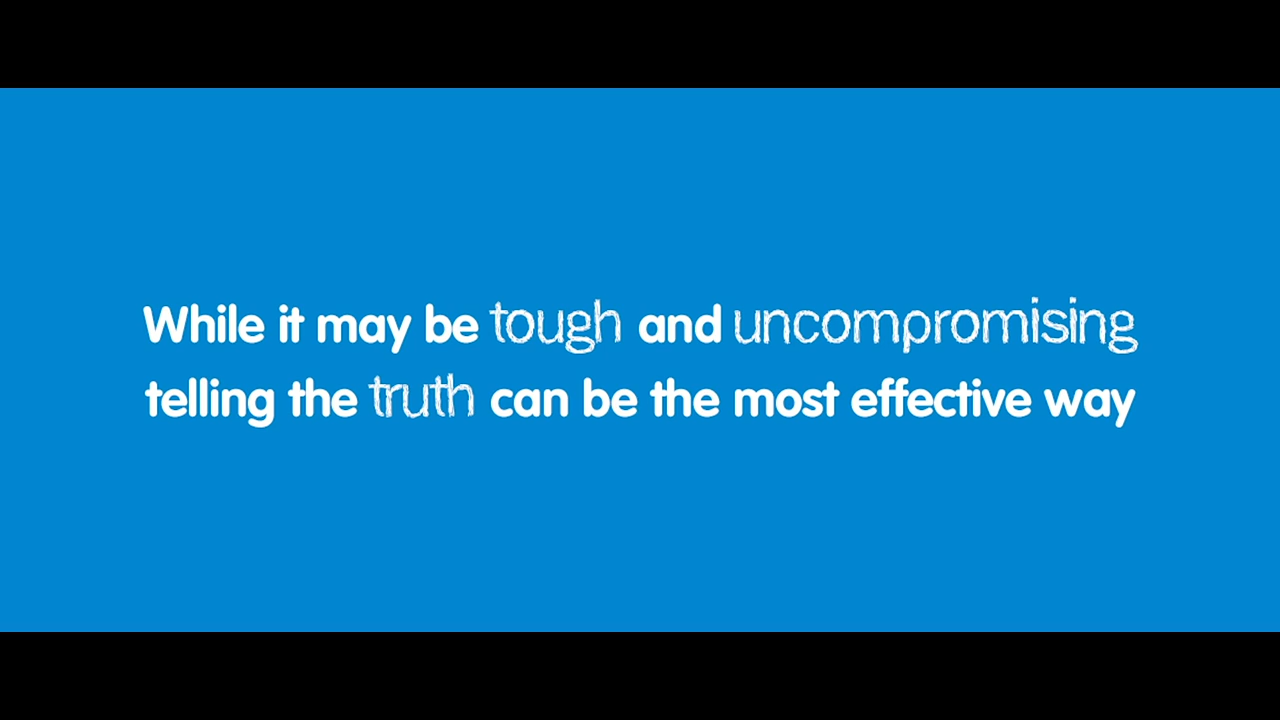 While it may be tough and uncompromising
telling the truth can be the most effective way